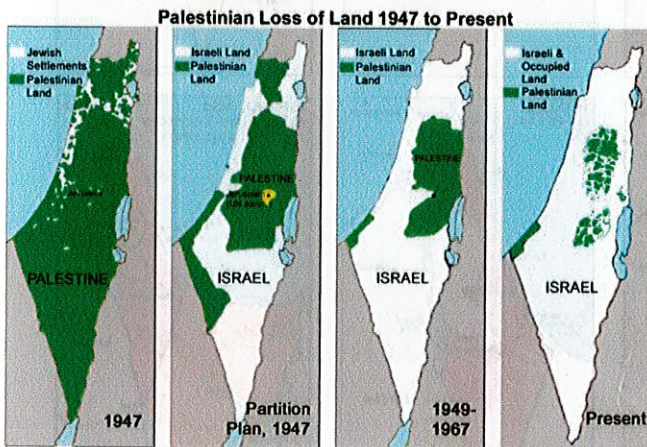 Palestinian Loss of Land 1947 to Present
Jewish
Settlements
Palestinian
Land
PALESTINE
1947
Israeli Land
Palestinian
Land
PALESTINE
Jerusalem
ISRAEL
Partition
Plan, 1947
Israeli Land
Palestinian
Land
PALESTINE
ISRAEL
1949-
1967
Israeli &
Occupied
Land
Palestinian
Land
ISRAEL
Present